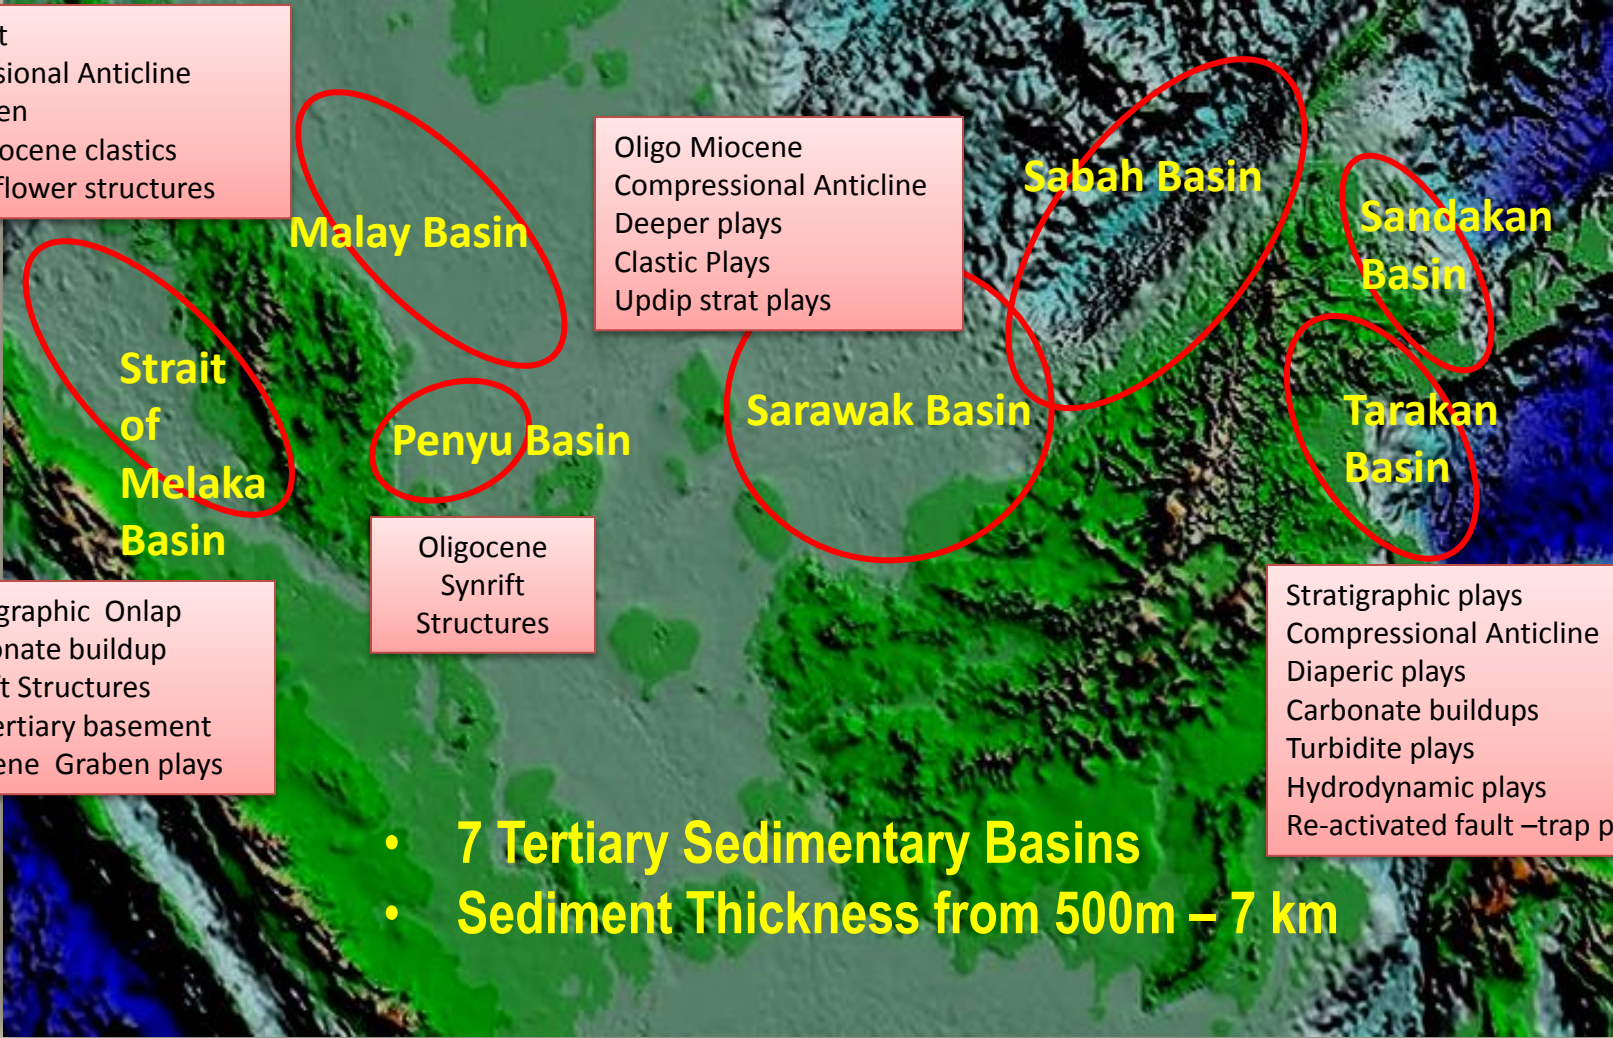 t
sional Anticline
en
ocene clastics
flower structures
Malay Basin
Oligo Miocene
Compressional Anticline
Deeper plays
Clastic Plays
Updip strat plays
Sabah Basin
Sandakan
Basin
Strait
of
Melaka
Basin
Penyu Basin
Sarawak Basin
Tarakan
Basin
Oligocene
Synrift
Structures
graphic Onlap
onate buildup
t Structures
ertiary basement
ene Graben plays
Stratigraphic plays
Compressional Anticline
Diaperic plays
Carbonate buildups
Turbidite plays
Hydrodynamic plays
Re-activated fault –trap p
• 7 Tertiary Sedimentary Basins
• Sediment Thickness from 500m – 7 km